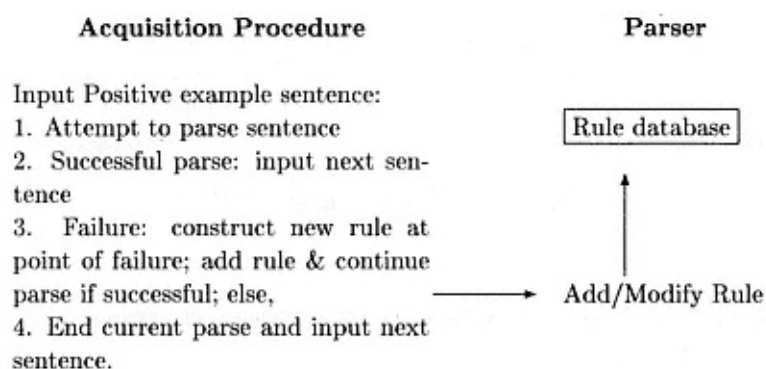 Acquisition Procedure
Parser
Input Positive example sentence:
1. Attempt to parse sentence
2. Successful parse: input next sen-
tence
3. Failure: construct new rule at
point of failure; add rule & continue
parse if successful; else,
4. End current parse and input next
sentence.
Rule database
Add/Modify Rule